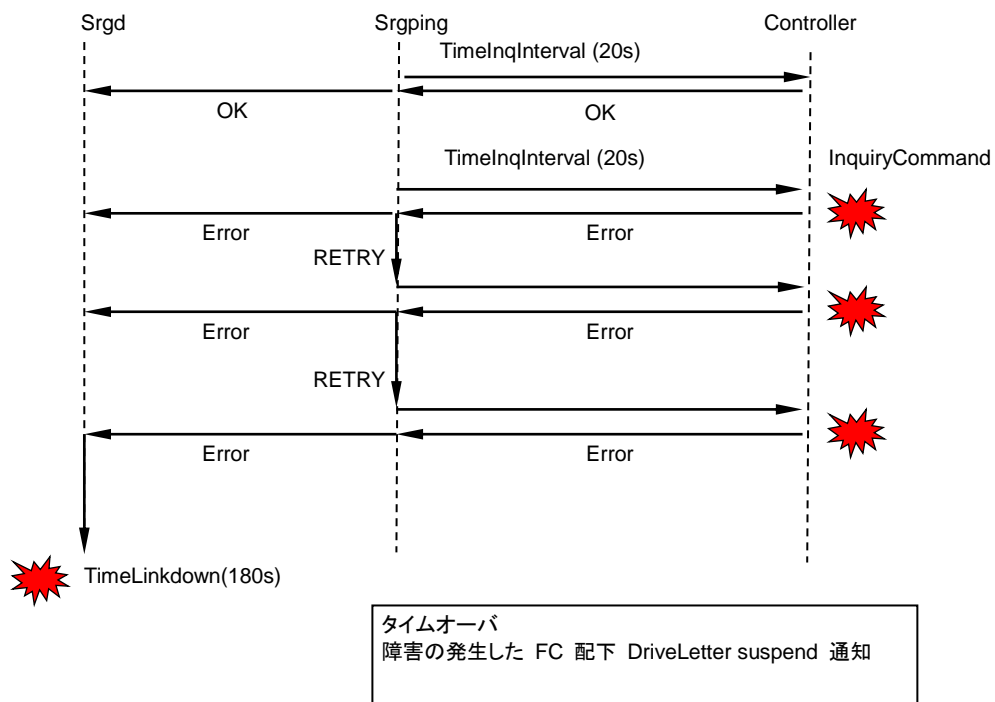 Srgd Srgping Controller
TimeInqInterval (20s)
OK OK
TimeInqInterval (20s) InquiryCommand
Error Error
RETRY
Error Error
RETRY
Error Error
TimeLinkdown(180s)
タイムオーバ
障害の発生した FC 配下 DriveLetter suspend 通知